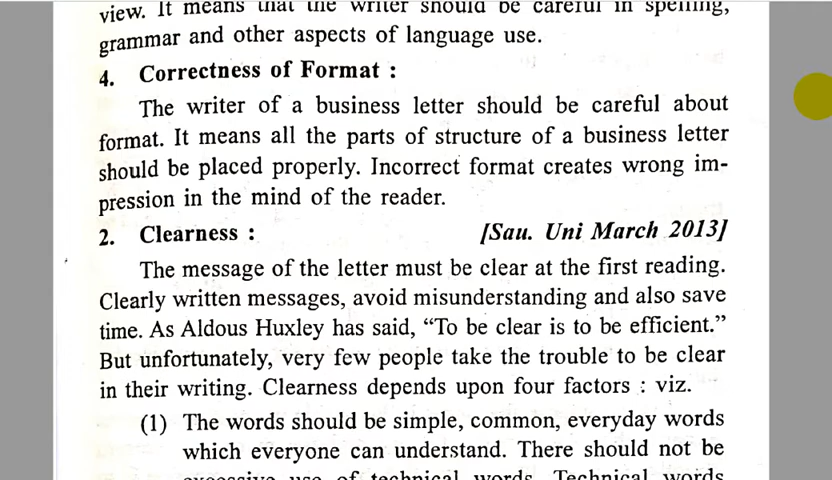 view. It means that the writer should be careful in spelling,
grammar and other aspects of language use.
4. Correctness of Format :
The writer of a business letter should be careful about
format. It means all the parts of structure of a business letter
should be placed properly. Incorrect format creates wrong im-
pression in the mind of the reader.
2. Clearness : [Sau. Uni March 2013]
The message of the letter must be clear at the first reading.
Clearly written messages, avoid misunderstanding and also save
time. As Aldous Huxley has said, “To be clear is to be efficient.”
But unfortunately, very few people take the trouble to be clear
in their writing. Clearness depends upon four factors : viz.
(1) The words should be simple, common, everyday words
which everyone can understand. There should not be
excessive use of technical words. Technical words